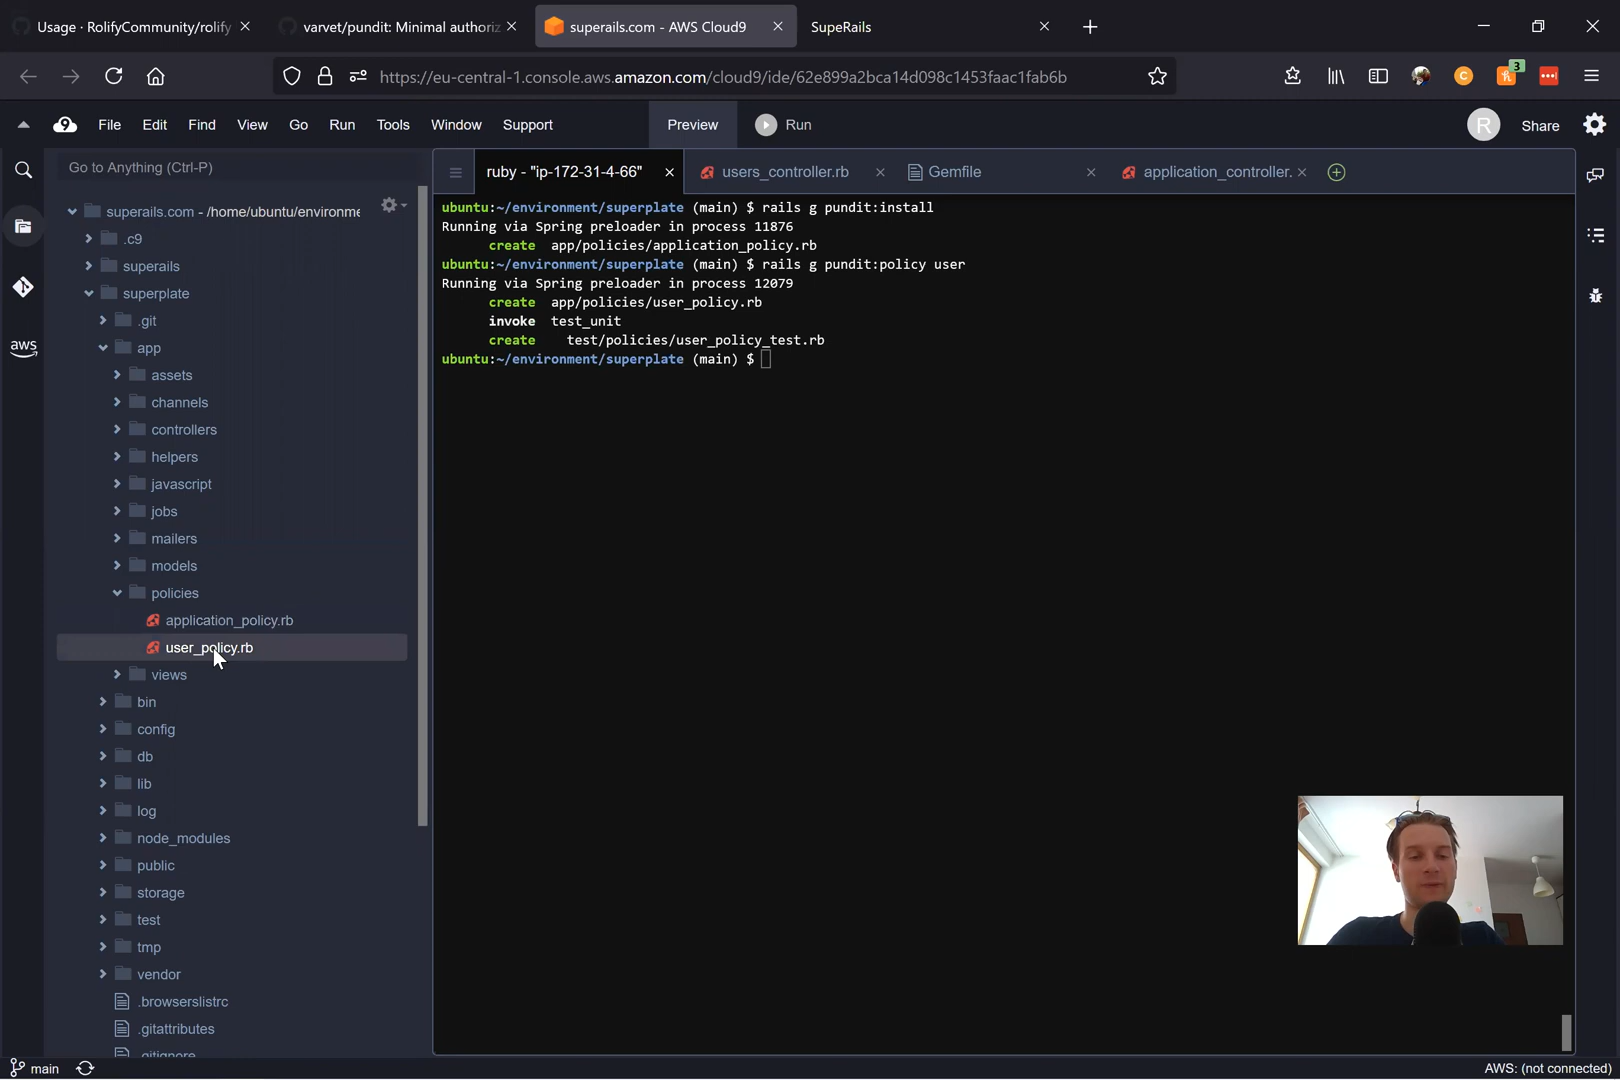 Usage · RolifyCommunity/rolify
varvet/pundit: Minimal authoriz
superails.com - AWS Cloud9
SupeRails
https://eu-central-1.console.aws.amazon.com/cloud9/ide/62e899a2bca14d098c1453faac1fab6b
C
3
9
File Edit Find View Go Run Tools Window Support
Preview
Run
R
Share
Go to Anything (Ctrl-P)
ruby - "ip-172-31-4-66"
users_controller.rb
Gemfile
application_controller.
aws
superails.com - /home/ubuntu/environme
.c9
superails
superplate
.git
app
assets
channels
controllers
helpers
javascript
jobs
mailers
models
policies
application_policy.rb
user_policy.rb
views
bin
config
db
lib
log
node_modules
public
storage
test
tmp
vendor
.browserslistrc
.gitattributes
.gitignore
ubuntu:~/environment/superplate (main) $ rails g pundit:install
Running via Spring preloader in process 11876
create app/policies/application_policy.rb
ubuntu:~/environment/superplate (main) $ rails g pundit:policy user
Running via Spring preloader in process 12079
create app/policies/user_policy.rb
invoke test_unit
create test/policies/user_policy_test.rb
ubuntu:~/environment/superplate (main) $
main
AWS: (not connected)